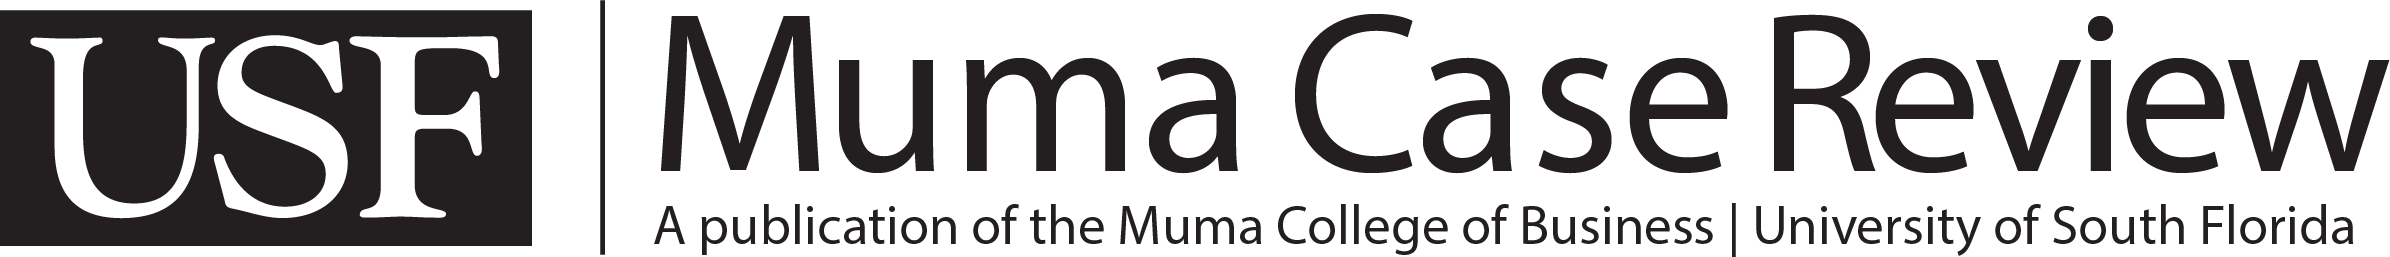 USF
Muma Case Review
A publication of the Muma College of Business | University of South Florida